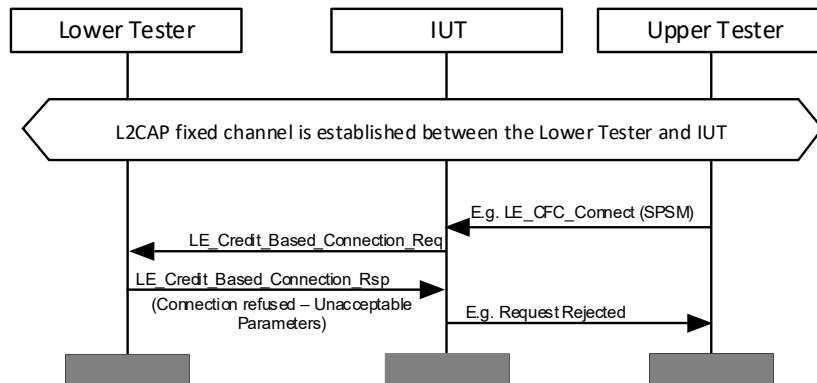 Lower Tester
IUT
Upper Tester
L2CAP fixed channel is established between the Lower Tester and IUT
E.g. LE_CFC_Connect (SPSM)
LE_Credit_Based_Connection_Req
LE_Credit_Based_Connection_Rsp
(Connection refused – Unacceptable
Parameters)
E.g. Request Rejected